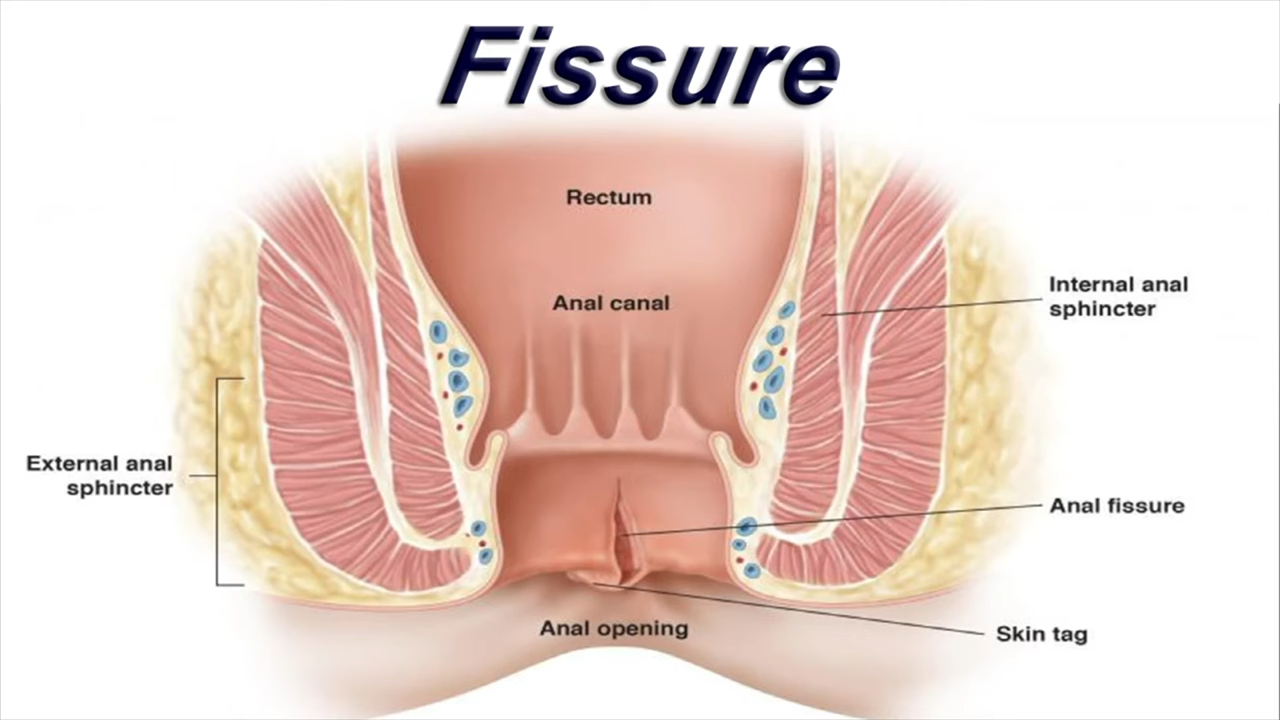 Fissure
Rectum
Anal canal
Internal anal
sphincter
External anal
sphincter
Anal fissure
Anal opening
Skin tag